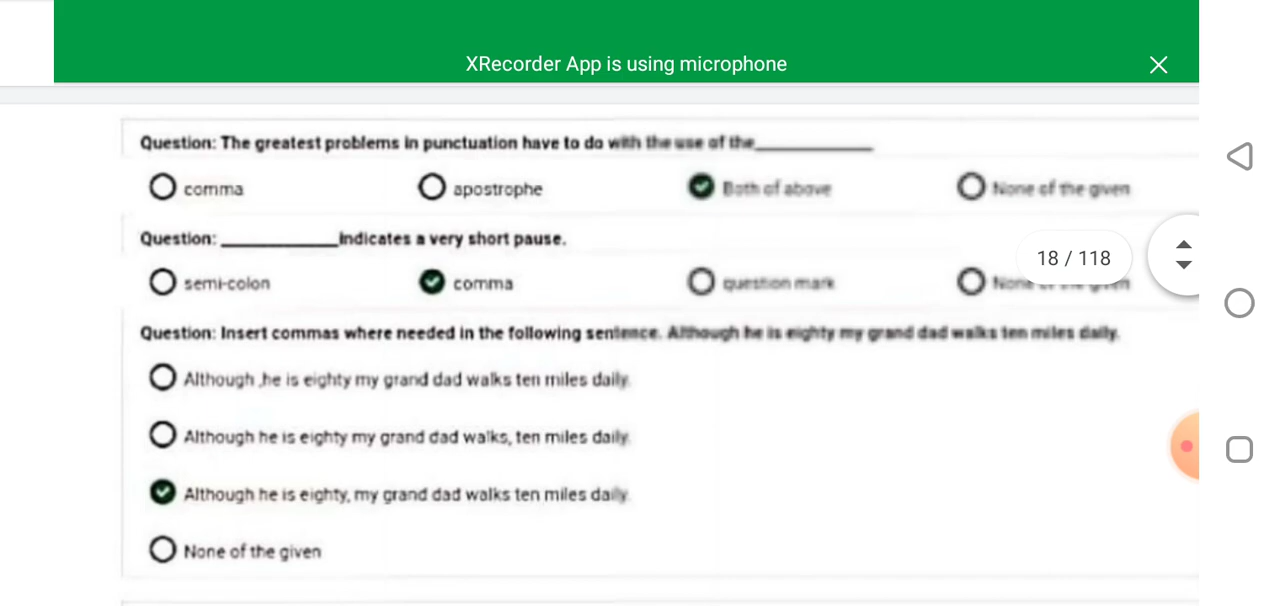 XRecorder App is using microphone
Question: The greatest problems in punctuation have to do with the use of the____________
comma apostrophe Both of above None of the given
Question: ____________indicates a very short pause.
18 / 118
semi-colon comma question mark None of the given
Question: Insert commas where needed in the following sentence. Although he is eighty my grand dad walks ten miles daily.
Although ,he is eighty my grand dad walks ten miles daily.
Although he is eighty my grand dad walks, ten miles daily.
Although he is eighty, my grand dad walks ten miles daily.
None of the given